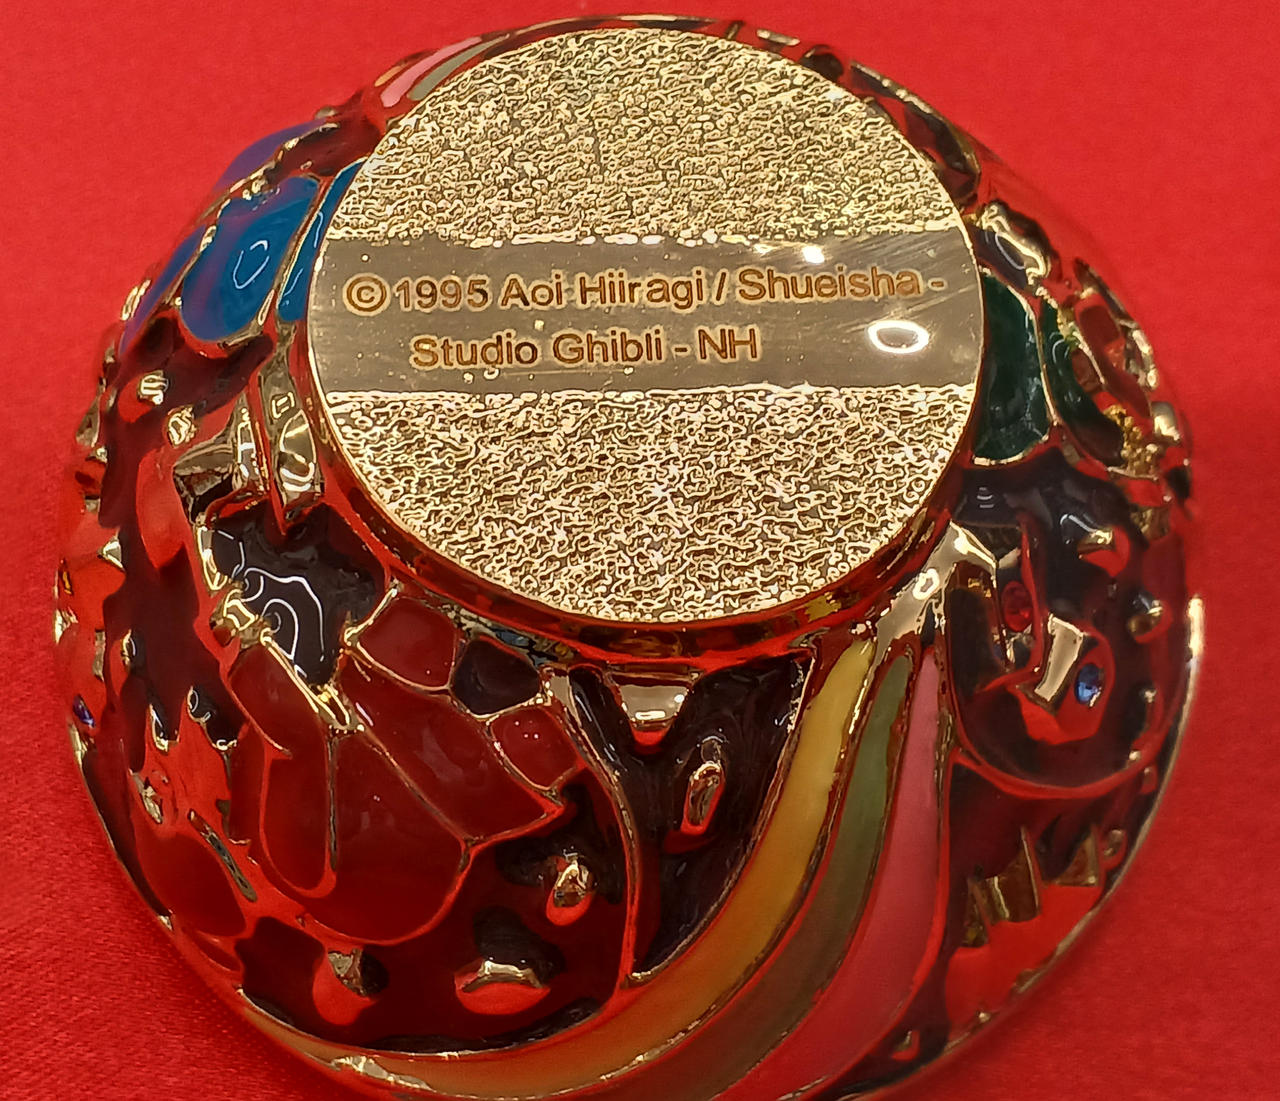 ©1995 Aoi Hiiragi / Shueisha -
Studio Ghibli - NH